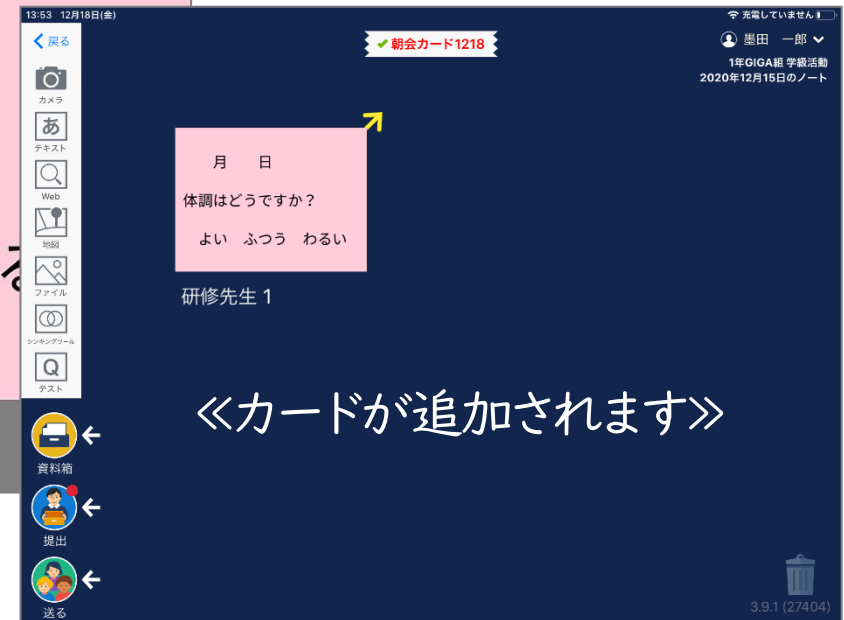 13:53 12月18日(金)
充電していません
戻る
朝会カード1218
墨田 一郎
1年GIGA組 学級活動
2020年12月15日のノート
カメラ
あ
テキスト
Web
地図
ファイル
シンキングツール
Q
テスト
月 日
体調はどうですか？
よい ふつう わるい
研修先生 1
≪カードが追加されます≫
資料箱
提出
送る
3.9.1 (27404)
る